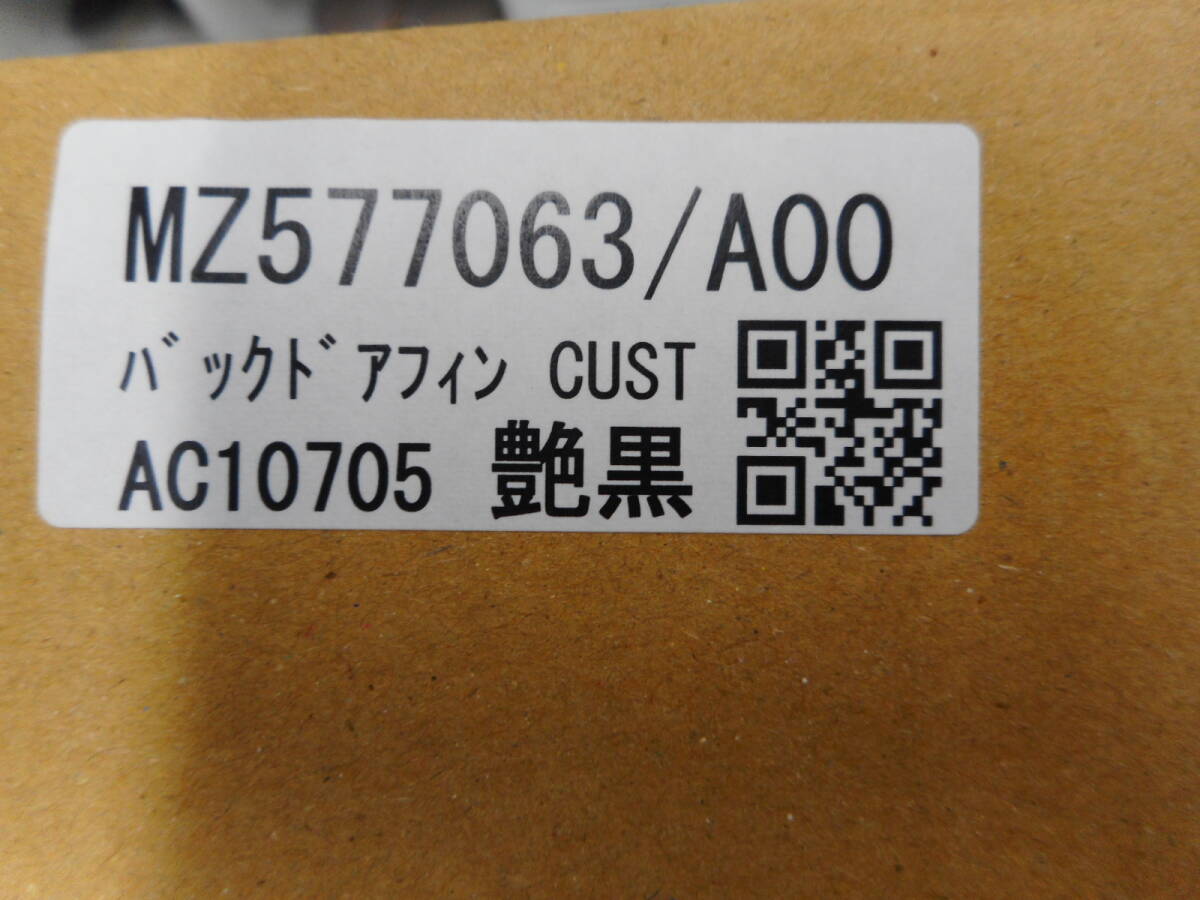 MZ577063/A00
ﾊﾞｯｸﾄﾞｱﾌｨﾝ CUST
AC10705 艶黒